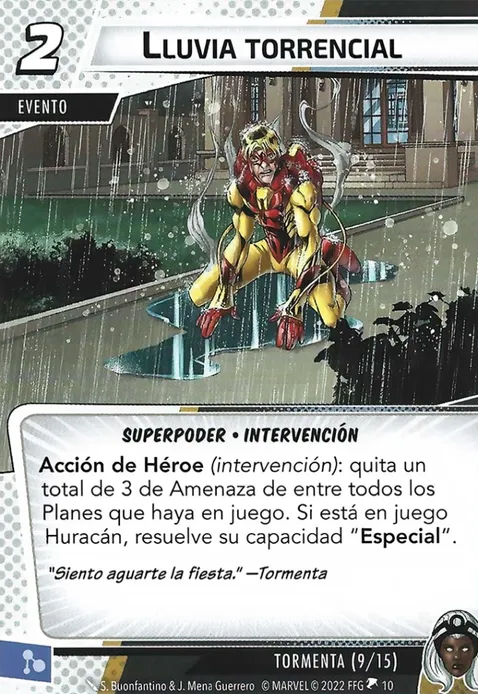 2
LLUVIA TORRENCIAL
EVENTO
SUPERPODER • INTERVENCIÓN
Acción de Héroe (intervención): quita un
total de 3 de Amenaza de entre todos los
Planes que haya en juego. Si está en juego
Huracán, resuelve su capacidad "Especial".
"Siento aguarte la fiesta." —Tormenta
TORMENTA (9/15)
S. Buonfantino & J. Mena Guerrero © MARVEL © 2022 FFG 10